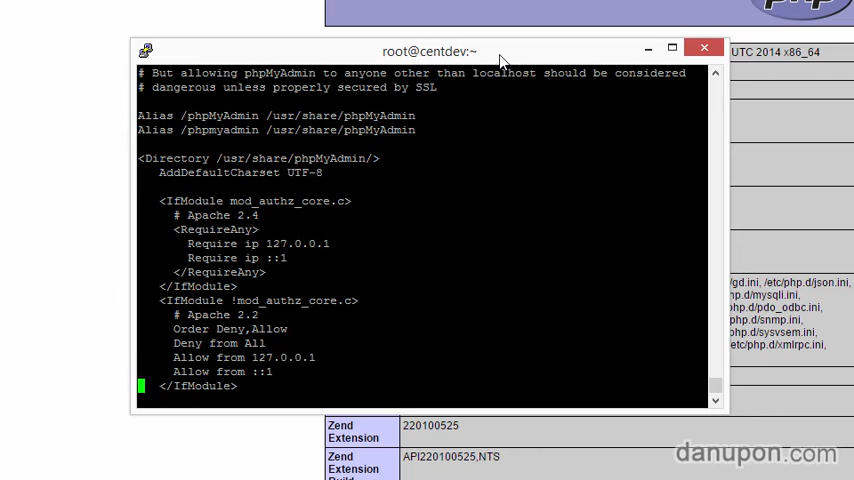 php
root@centdev:~
UTC 2014 x86_64
# But allowing phpMyAdmin to anyone other than localhost should be considered
# dangerous unless properly secured by SSL
Alias /phpMyAdmin /usr/share/phpMyAdmin
Alias /phpmyadmin /usr/share/phpMyAdmin
<Directory /usr/share/phpMyAdmin/>
AddDefaultCharset UTF-8
<IfModule mod_authz_core.c>
# Apache 2.4
<RequireAny>
Require ip 127.0.0.1
Require ip ::1
</RequireAny>
</IfModule>
<IfModule !mod_authz_core.c>
# Apache 2.2
Order Deny,Allow
Deny from All
Allow from 127.0.0.1
Allow from ::1
</IfModule>
/gd.ini, /etc/php.d/json.ini,
hp.d/mysqli.ini,
php.d/pdo_odbc.ini,
php.d/snmp.ini,
php.d/sysvsem.ini,
etc/php.d/xmlrpc.ini,
Zend Extension 220100525
Zend Extension API220100525,NTS
danupon.com